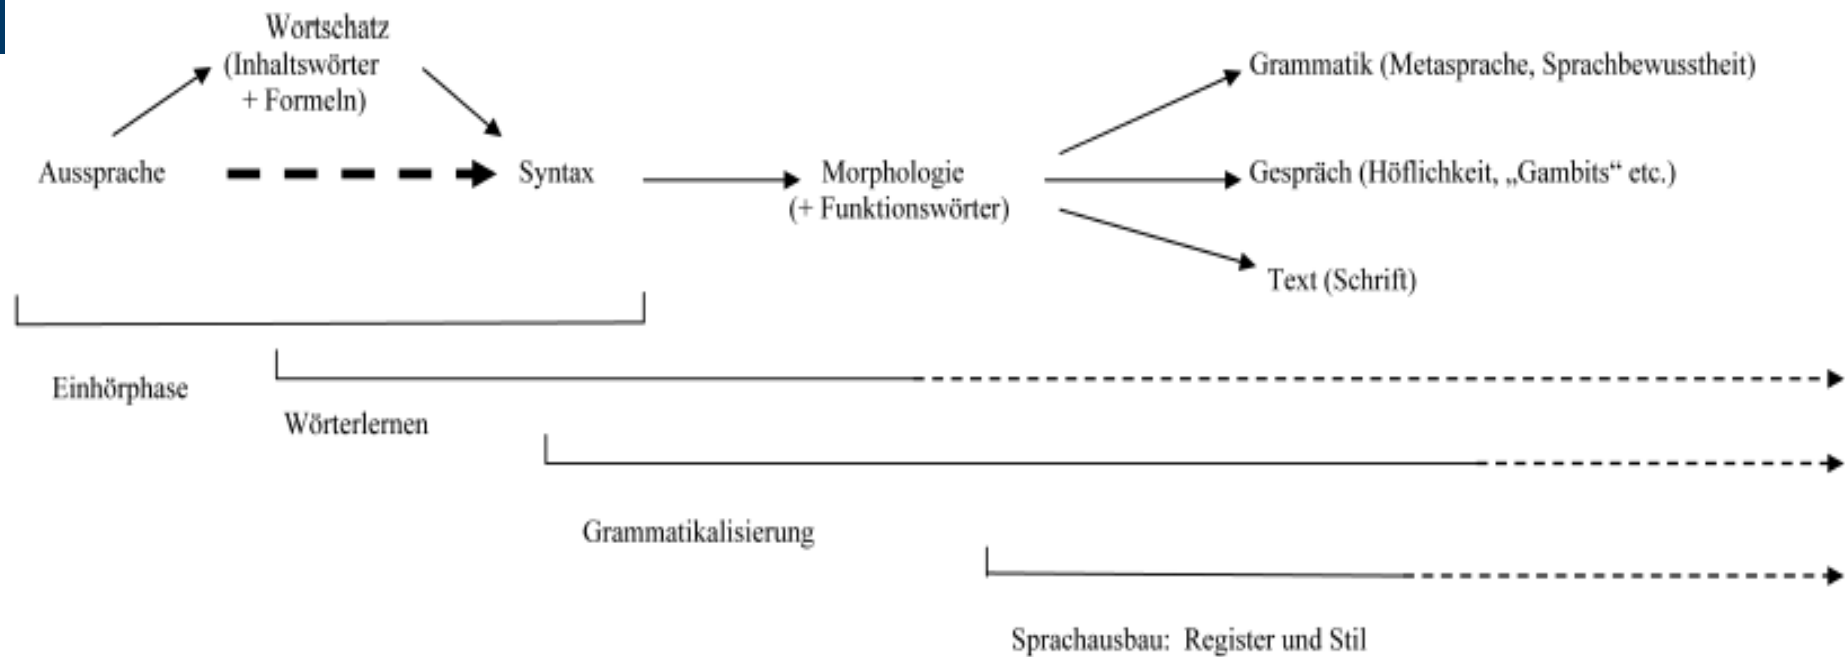 Wortschatz
(Inhaltswörter
+ Formeln)
Grammatik (Metasprache, Sprachbewusstheit)
Aussprache
Syntax
Morphologie
(+ Funktionswörter)
Gespräch (Höflichkeit, „Gambits“ etc.)
Text (Schrift)
Einhörphase
Wörterlernen
Grammatikalisierung
Sprachausbau: Register und Stil